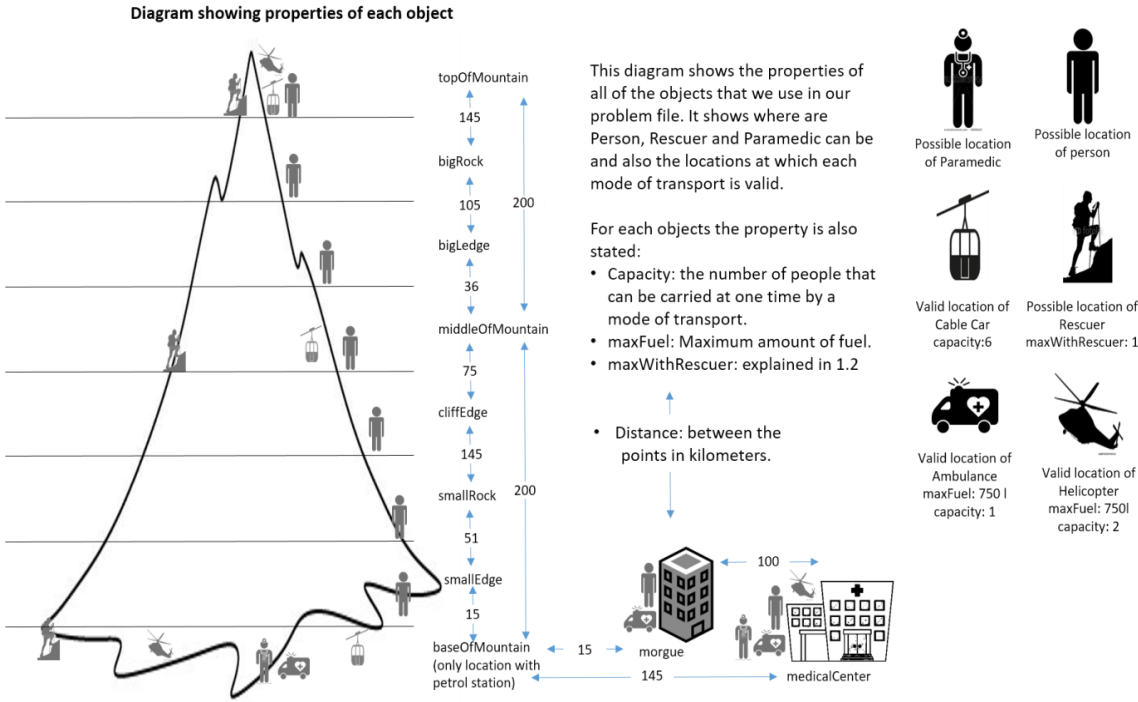 Diagram showing properties of each object
topOfMountain
145
bigRock
105
200
bigLedge
36
middleOfMountain
75
cliffEdge
145
200
smallRock
51
smallEdge
15
baseOfMountain
(only location with
petrol station)
15
morgue
145
medicalCenter
100
This diagram shows the properties of
all of the objects that we use in our
problem file. It shows where are
Person, Rescuer and Paramedic can be
and also the locations at which each
mode of transport is valid.
For each objects the property is also
stated:
• Capacity: the number of people that
can be carried at one time by a
mode of transport.
• maxFuel: Maximum amount of fuel.
• maxWithRescuer: explained in 1.2
• Distance: between the
points in kilometers.
Possible location
of Paramedic
Possible location
of person
Valid location of
Cable Car
capacity:6
Possible location of
Rescuer
maxWithRescuer: 1
Valid location of
Ambulance
maxFuel: 750 l
capacity: 1
Valid location of
Helicopter
maxFuel: 750l
capacity: 2